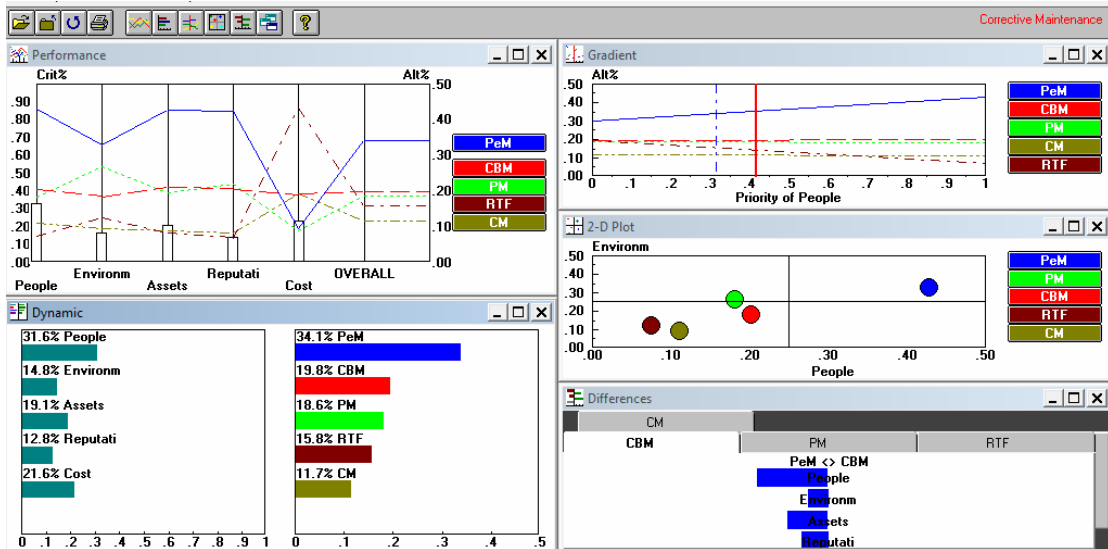 Corrective Maintenance
Performance
Crit% Alt%
.90
80
70
60
50
40
30
20
10
.00
.50
.40
.30
.20
.10
.00
People Environm Assets Reputati Cost OVERALL
PeM
CBM
PM
RTF
CM
Gradient
Alt%
.50
.40
.30
.20
.10
.00
0 .1 .2 .3 .4 .5 .6 .7 .8 .9 1
Priority of People
PeM
CBM
PM
CM
RTF
2-D Plot
Environm
.50
.40
.30
.20
.10
.00
.00 .10 .20 .30 .40 .50
People
PeM
PM
CBM
RTF
CM
Dynamic
31.6% People
14.8% Environm
19.1% Assets
12.8% Reputati
21.6% Cost
0 .1 .2 .3 .4 .5 .6 .7 .8 .9 1
34.1% PeM
19.8% CBM
18.6% PM
15.8% RTF
11.7% CM
0 .1 .2 .3 .4 .5
Differences
CM
CBM PM RTF
PeM <> CBM
People
Environm
Assets
Reputati